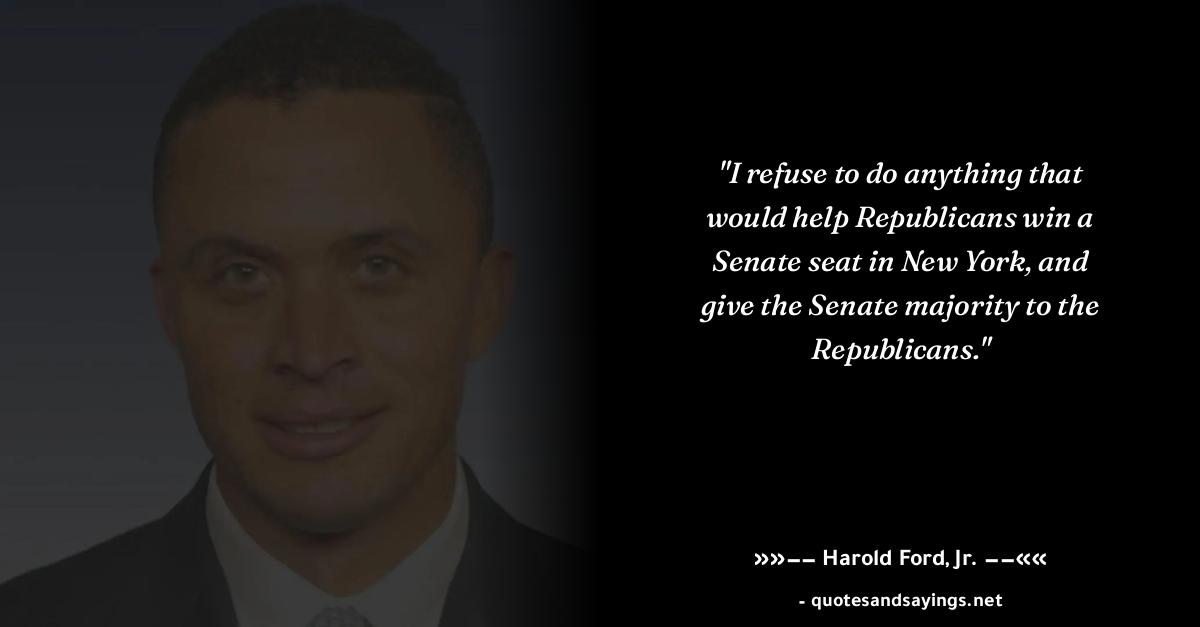 "I refuse to do anything that
would help Republicans win a
Senate seat in New York, and
give the Senate majority to the
Republicans."
»»−− Harold Ford, Jr. −−««
- quotesandsayings.net